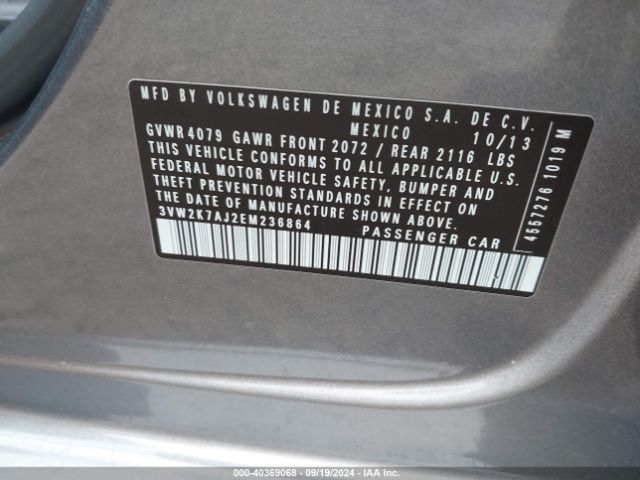 MFD BY VOLKSWAGEN DE MEXICO S.A. DE C.V.
MEXICO 10/13
GVWR 4079 GAWR FRONT 2072 / REAR 2116 LBS
THIS VEHICLE CONFORMS TO ALL APPLICABLE U.S.
FEDERAL MOTOR VEHICLE SAFETY, BUMPER AND
THEFT PREVENTION STANDARDS IN EFFECT ON
THE DATE OF MANUFACTURE SHOWN ABOVE.
3VW2K7AJ2EM236864 PASSENGER CAR
4587276 1019 M
000-40369068 - 09/19/2024 - IAA Inc.